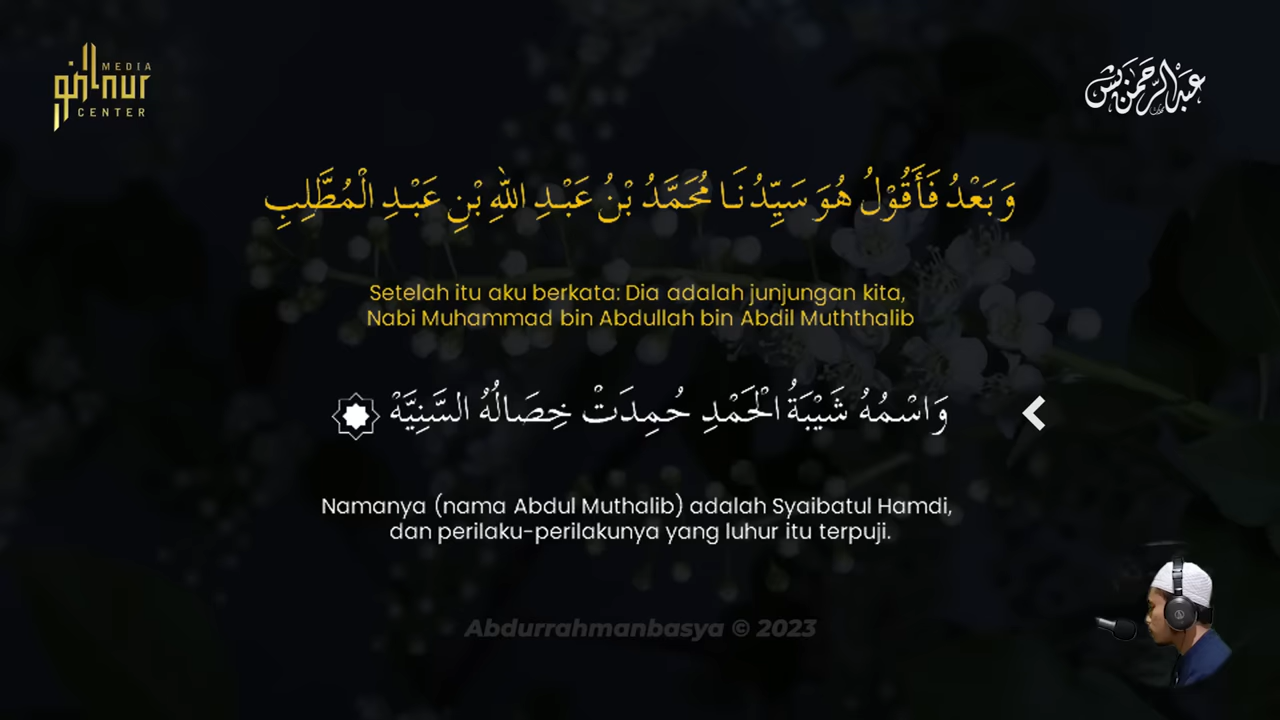 MEDIA
annur
CENTER
عبد الرحمن بش
وَبَعْدُ فَأَقُوْلُ هُوَ سَيِّدُنَا مُحَمَّدُ بْنُ عَبْدِ اللهِ بْنِ عَبْدِ الْمُطَّلِبِ
Setelah itu aku berkata: Dia adalah junjungan kita,
Nabi Muhammad bin Abdullah bin Abdil Muththalib
وَاسْمُهُ شَيْبَةُ الْحَمْدِ حُمِدَتْ خِصَالُهُ السَّنِيَّهْ
Namanya (nama Abdul Muthalib) adalah Syaibatul Hamdi,
dan perilaku-perilakunya yang luhur itu terpuji.
Abdurrahmanbasya © 2023